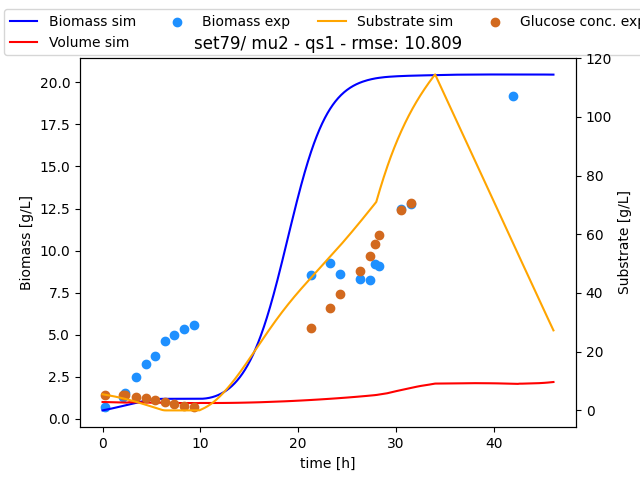 Biomass sim Biomass exp Substrate sim Glucose conc. exp
Volume sim
set79/ mu2 - qs1 - rmse: 10.809
Biomass [g/L]
20.0
17.5
15.0
12.5
10.0
7.5
5.0
2.5
0.0
120
100
80
60
40
20
0
Substrate [g/L]
0 10 20 30 40
time [h]